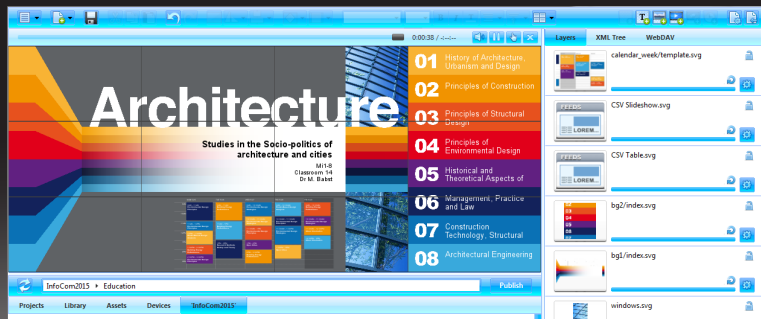 0:00:38 / --:--:--
Layers XML Tree WebDAV
Architecture
Studies in the Socio-politics of
architecture and cities
Mi1-8
Classroom 14
Dr M. Babst
01 History of Architecture,
Urbanism and Design
02 Principles of Construction
03 Principles of Structural
Design
04 Principles of
Environmental Design
05 Historical and
Theoretical Aspects of
06 Management, Practice
and Law
07 Construction
Technology, Structural
08 Architectural Engineering
calendar_week/template.svg
FEEDS
LOREM...
CSV Slideshow.svg
FEEDS
LOREM...
CSV Table.svg
bg2/index.svg
bg1/index.svg
windows.svg
InfoCom2015 Education
Publish
Projects Library Assets Devices 'InfoCom2015'